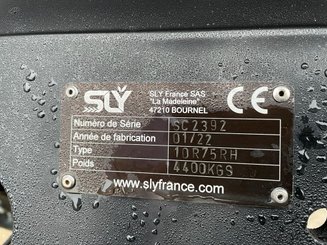 SLY
SLY France SAS
"La Madeleine"
47210 BOURNEL
CE
Numéro de Série SC2392
Année de fabrication 01/22
Type 10R75RH
Poids 4400KGS
www.slyfrance.com